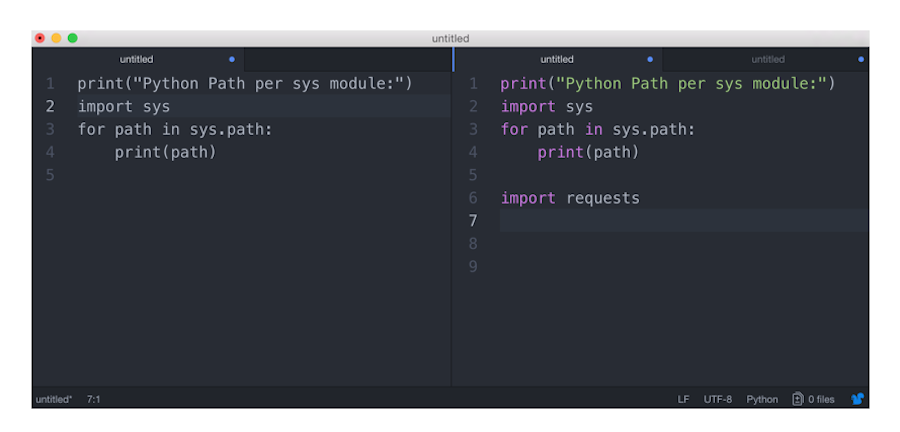 untitled
untitled
1 print("Python Path per sys module:")
2 import sys
3 for path in sys.path:
4     print(path)
5
untitled untitled
1 print("Python Path per sys module:")
2 import sys
3 for path in sys.path:
4     print(path)
5
6 import requests
7
8
9
untitled* 7:1 LF UTF-8 Python 0 files